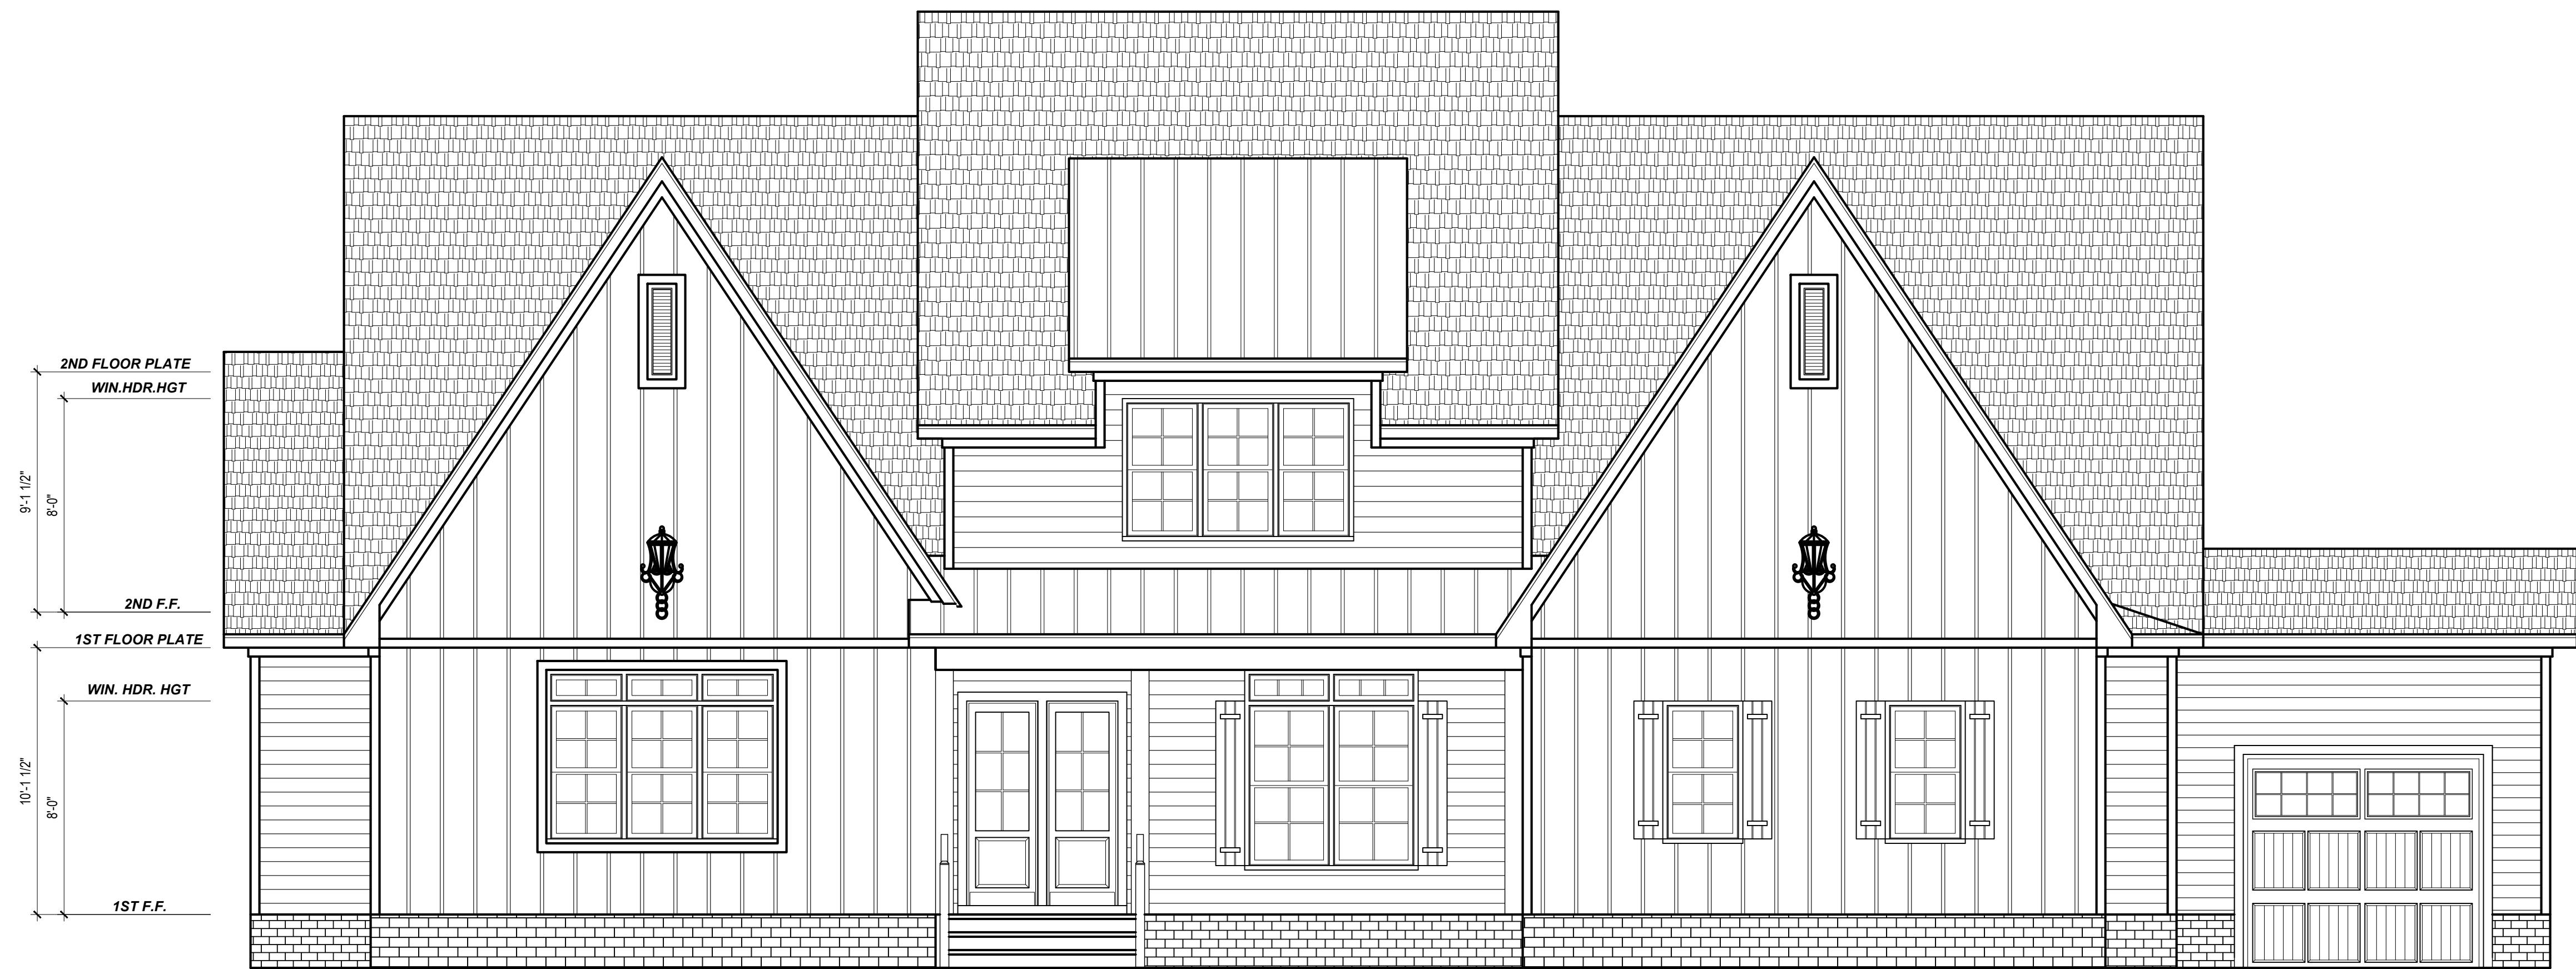 2ND FLOOR PLATE
WIN.HDR.HGT
9'-1 1/2"
8'-0"
2ND F.F.
1ST FLOOR PLATE
WIN. HDR. HGT
10'-1 1/2"
8'-0"
1ST F.F.